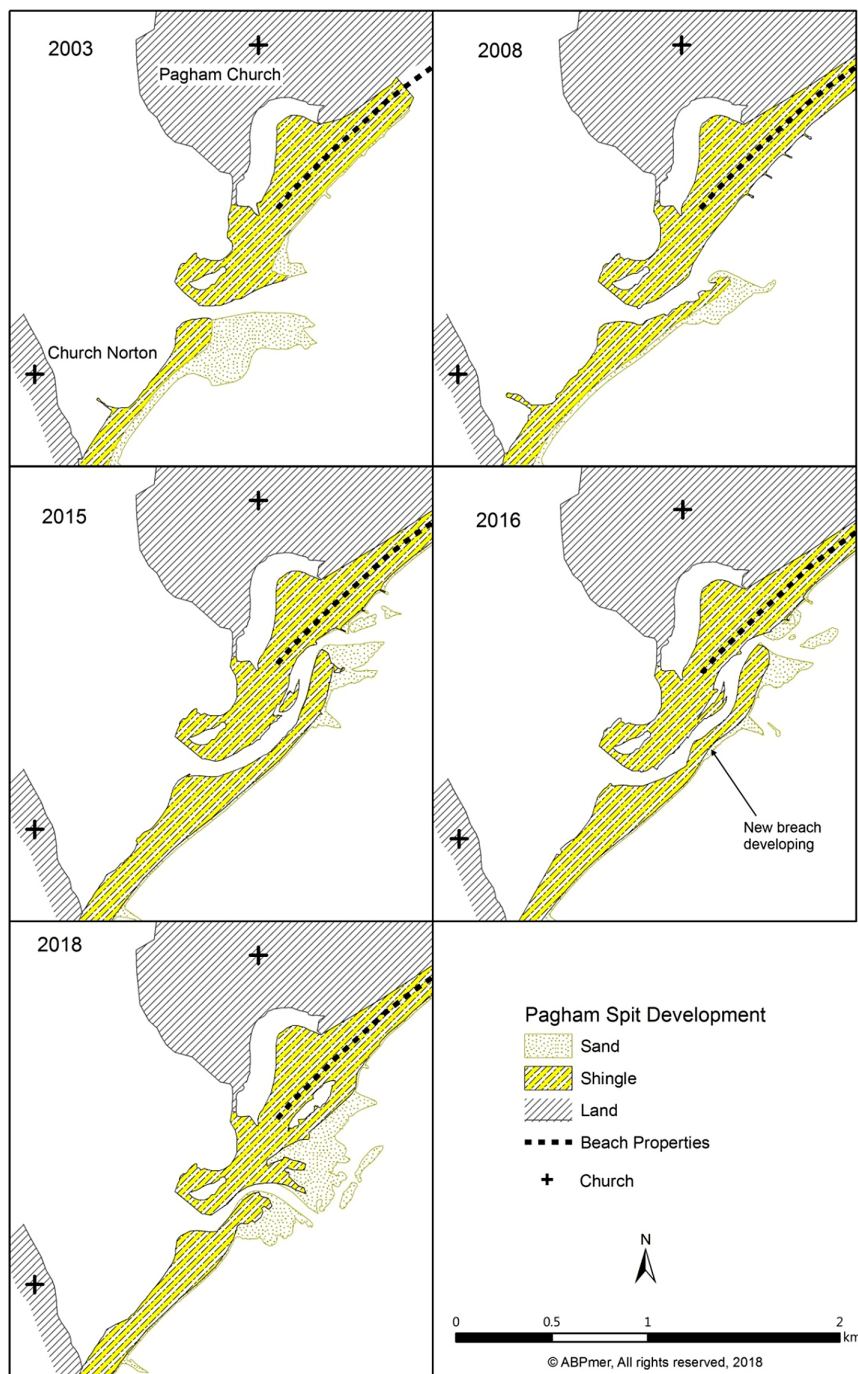 2003
Pagham Church
Church Norton
2008
2015
2016
New breach
developing
2018
Pagham Spit Development
Sand
Shingle
Land
Beach Properties
Church
N
0 0.5 1 2
km
© ABPmer, All rights reserved, 2018